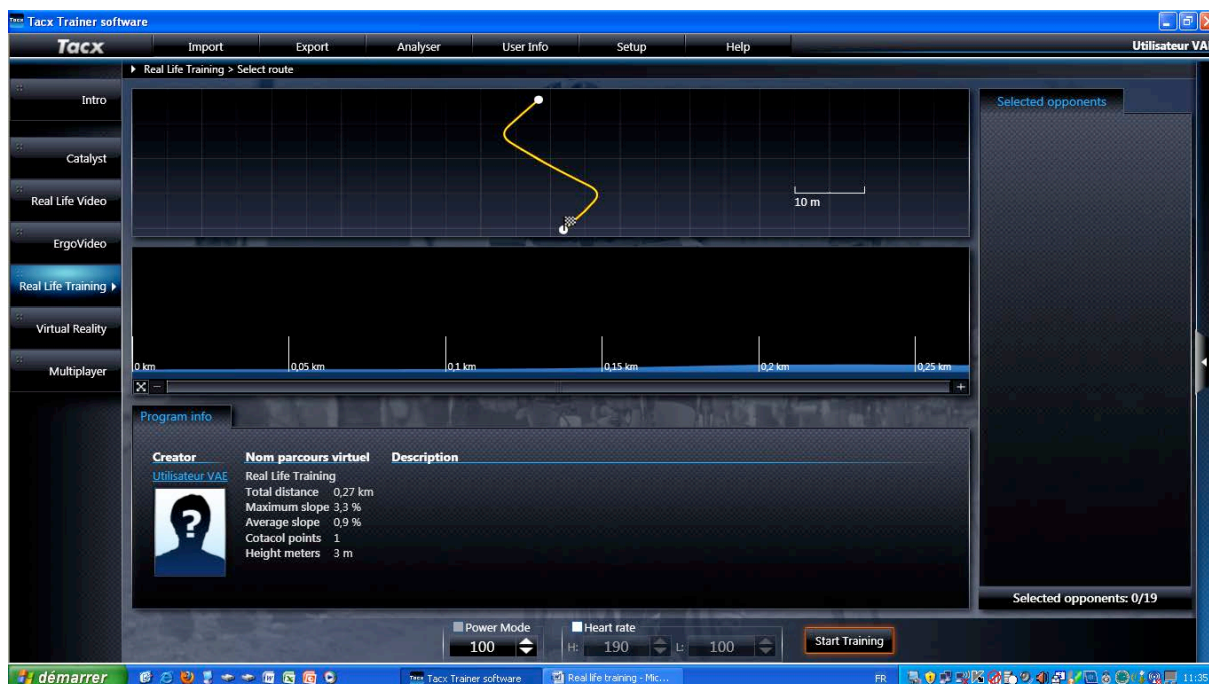 Tacx Trainer software
Tacx Import Export Analyser User Info Setup Help Utilisateur VA
Real Life Training > Select route
Intro
Catalyst
Real Life Video
ErgoVideo
Real Life Training
Virtual Reality
Multiplayer
10 m
0 km 0,05 km 0,1 km 0,15 km 0,2 km 0,25 km
Program info
Creator Nom parcours virtuel Description
Utilisateur VAE Real Life Training
Total distance 0,27 km
Maximum slope 3,3 %
Average slope 0,9 %
Cotacol points 1
Height meters 3 m
Selected opponents
Selected opponents: 0/19
Power Mode Heart rate
100 H: 190 L: 100 Start Training
démarrer Tacx Trainer software Real life training - Mic... FR 11:35